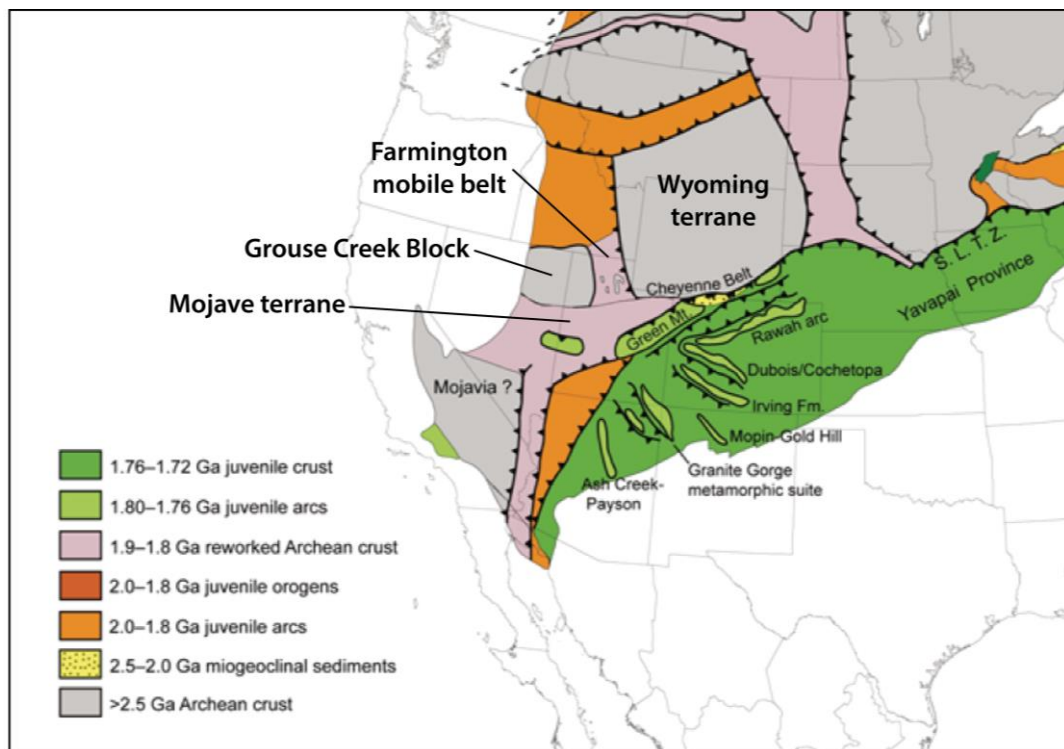 Farmington
mobile belt
Wyoming
terrane
Grouse Creek Block
Mojave terrane
Cheyenne Belt
S. L. T. Z.
Yavapai Province
Green Mt.
Rawah arc
Dubois/Cochetopa
Mojavia ?
Irving Fm.
Mopin-Gold Hill
Granite Gorge
metamorphic suite
Ash Creek-
Payson
1.76–1.72 Ga juvenile crust
1.80–1.76 Ga juvenile arcs
1.9–1.8 Ga reworked Archean crust
2.0–1.8 Ga juvenile orogens
2.0–1.8 Ga juvenile arcs
2.5–2.0 Ga miogeoclinal sediments
>2.5 Ga Archean crust